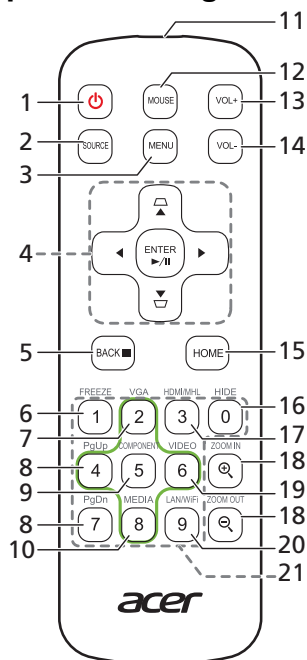 11
12
1 MOUSE VOL+ 13
2 SOURCE MENU VOL- 14
3
4 ENTER
5 BACK HOME 15
FREEZE VGA HDMI/MHL HIDE
6 1 2 3 0 16
7 17
PgUp COMPONENT VIDEO ZOOM IN
8 4 5 6 18
9 19
PgDn MEDIA LAN/WiFi ZOOM OUT
8 7 8 9 18
10 20
21
acer